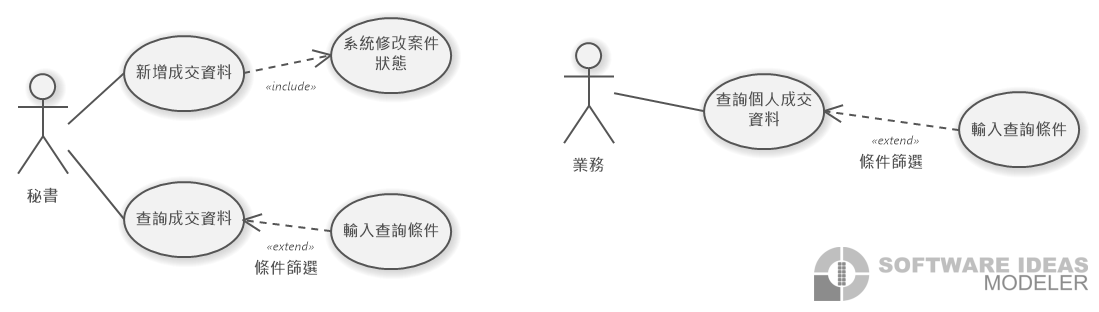 新增成交資料
«include»
系統修改案件
狀態
秘書
查詢成交資料
«extend»
條件篩選
輸入查詢條件
業務
查詢個人成交
資料
«extend»
條件篩選
輸入查詢條件
SOFTWARE IDEAS
MODELER